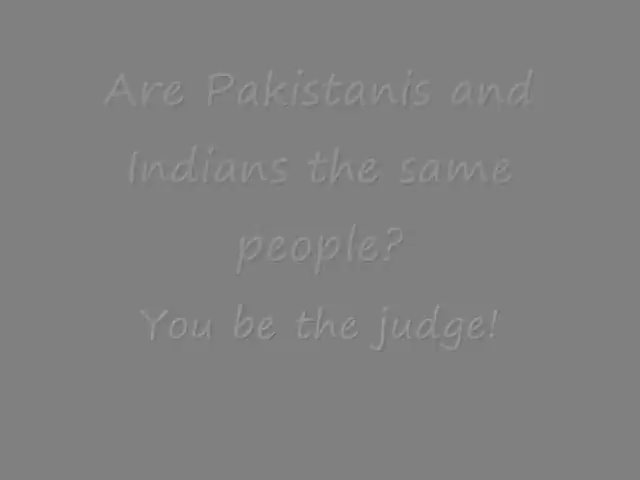 Are Pakistanis and
Indians the same
people?
You be the judge!